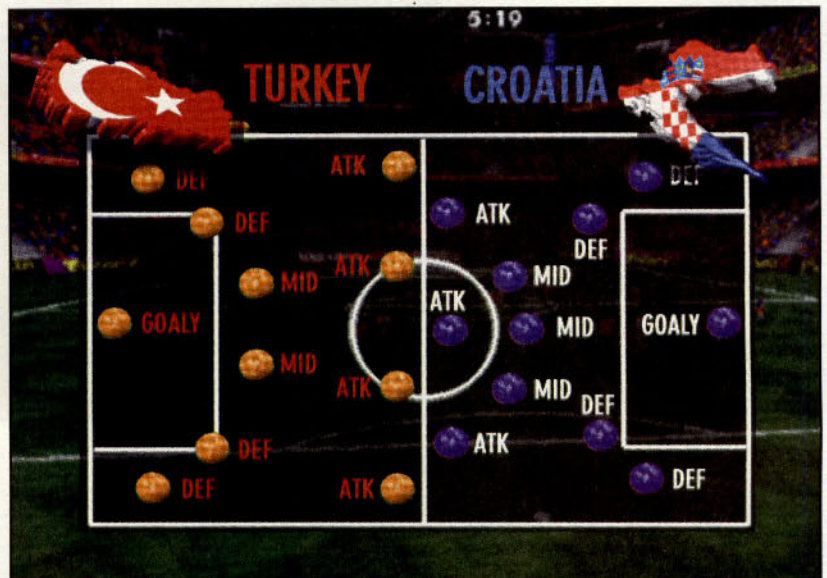 5:19
TURKEY CROATIA
DEF ATK DEF
DEF ATK DEF
MID ATK MID
GOALY ATK MID GOALY
MID ATK MID
DEF ATK DEF
DEF ATK DEF